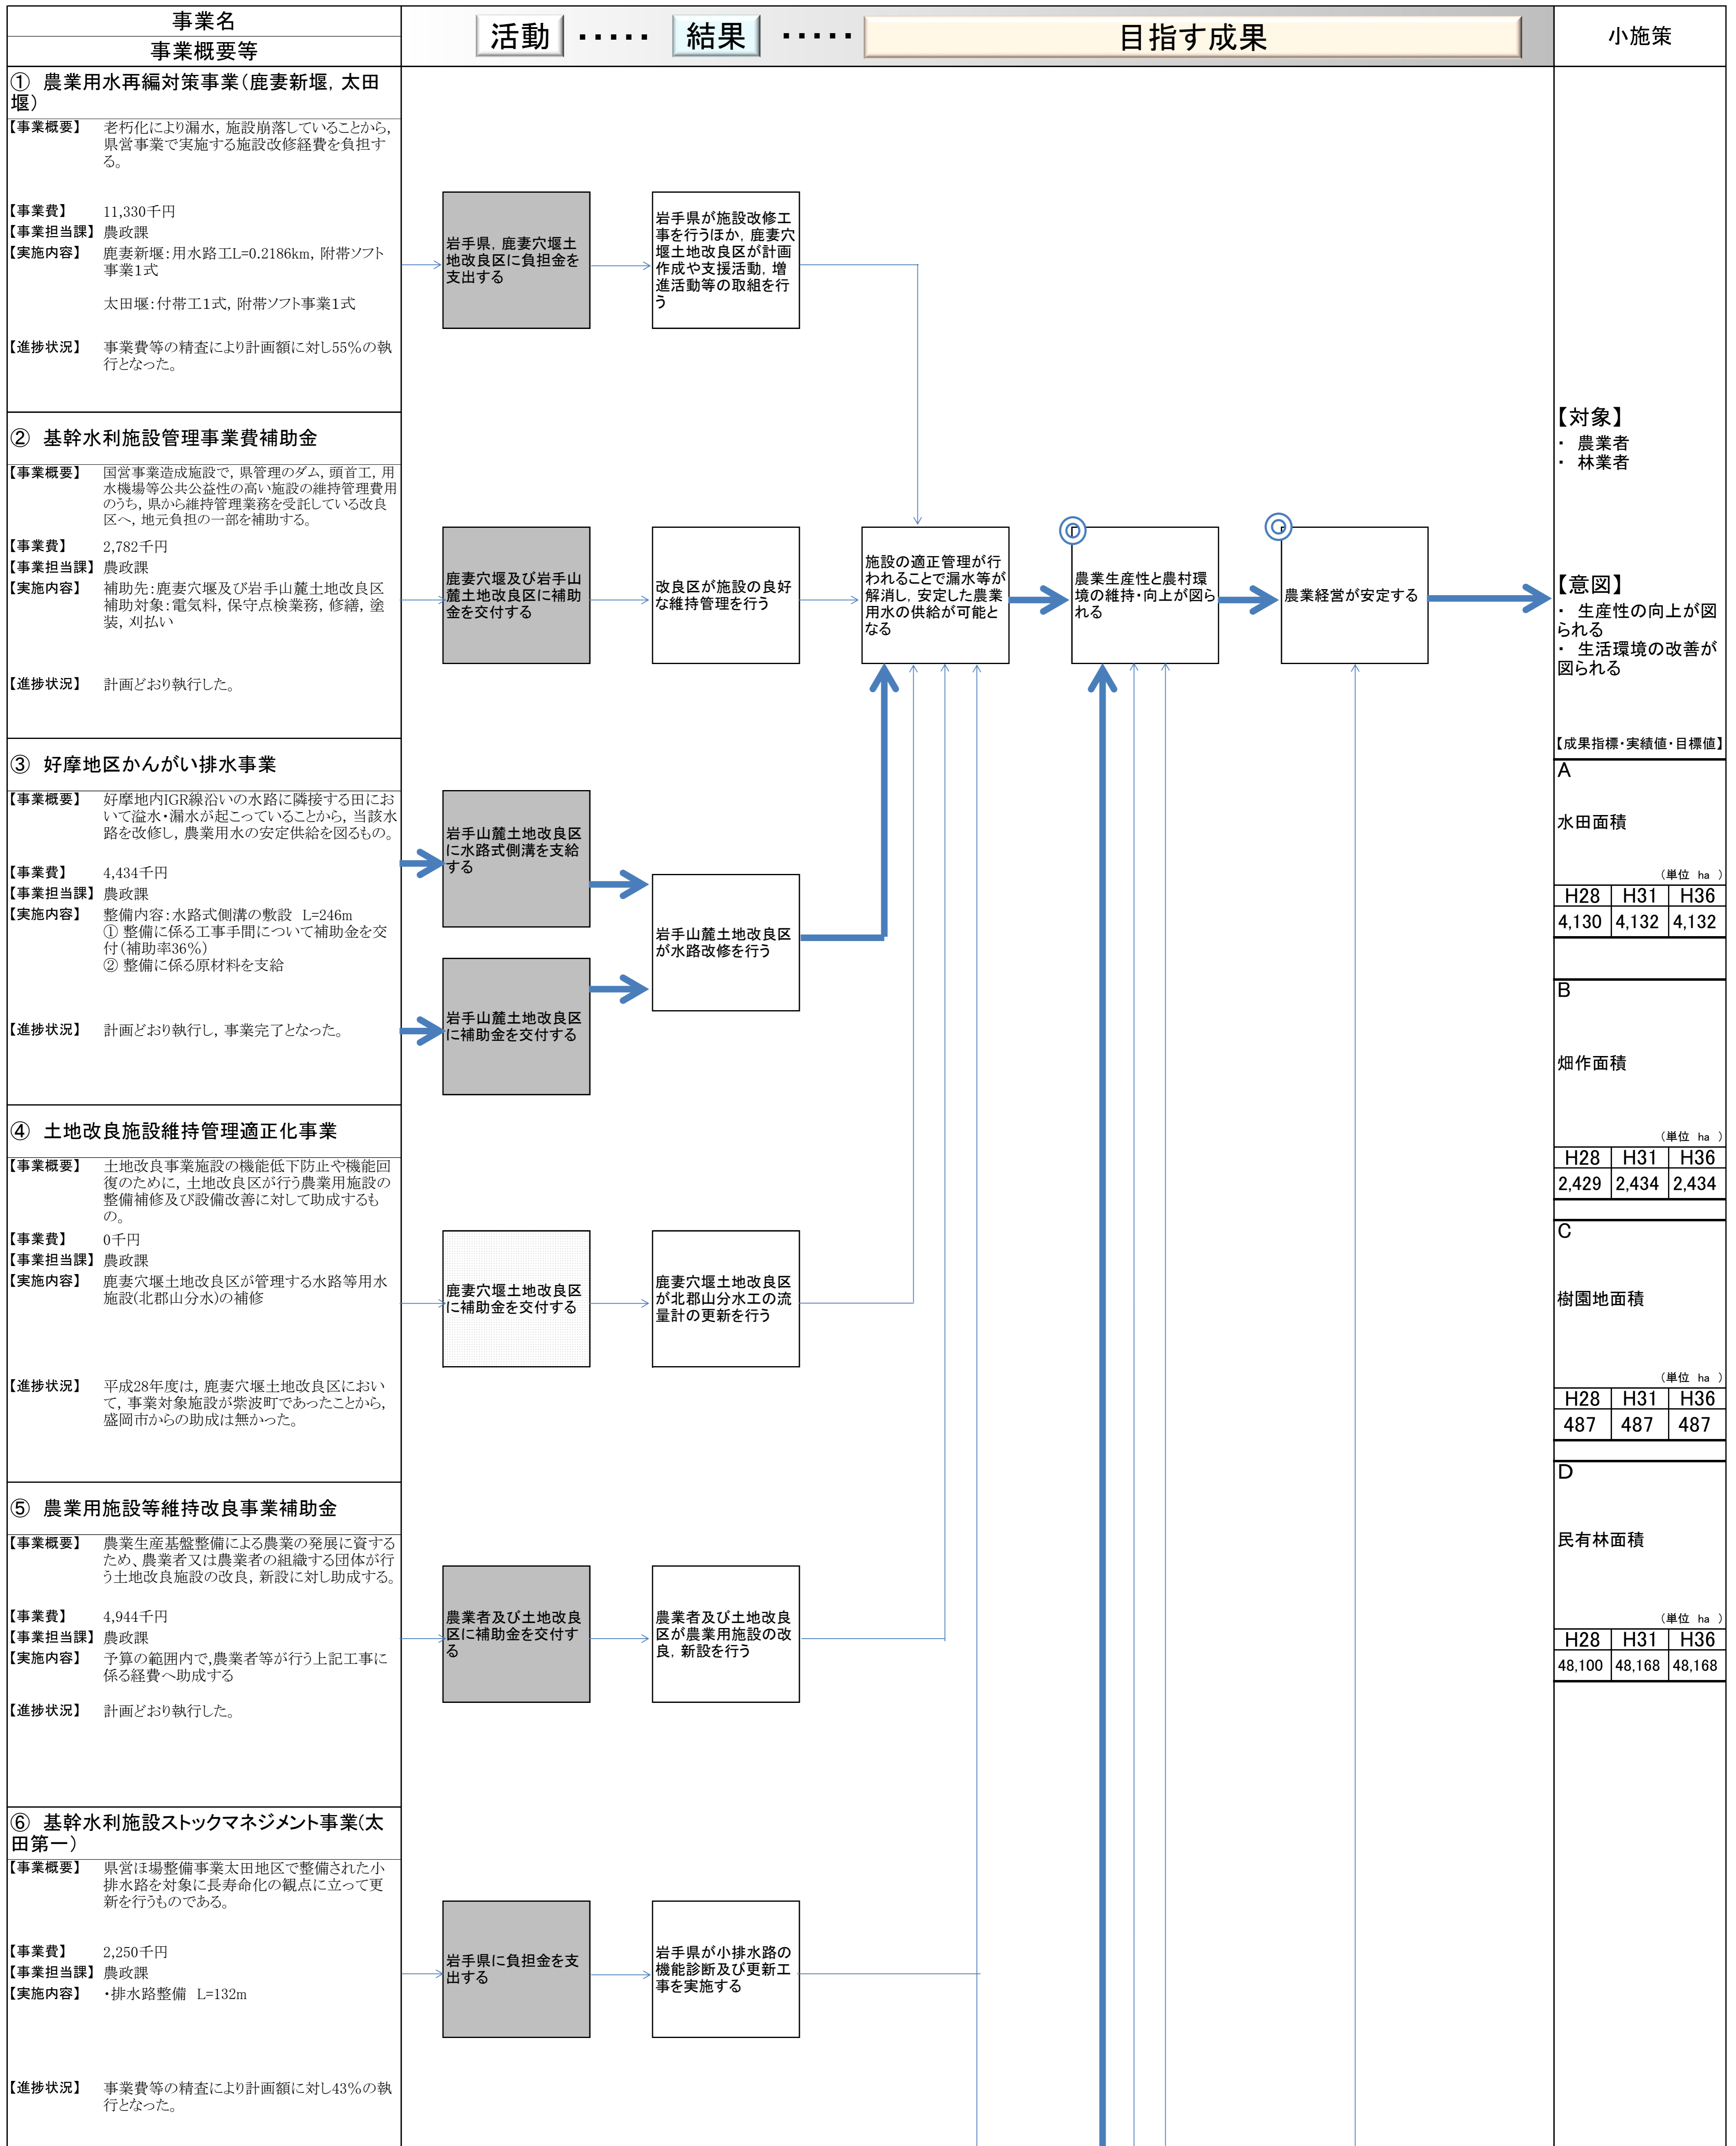 事業名
事業概要等
活動 ・・・・・ 結果 ・・・・・ 目指す成果
小施策
① 農業用水再編対策事業(鹿妻新堰，太田
堰)
【事業概要】 老朽化により漏水，施設崩落していることから，
県営事業で実施する施設改修経費を負担す
る。
【事業費】 11,330千円
【事業担当課】 農政課
【実施内容】 鹿妻新堰：用水路工L=0.2186km，附帯ソフト
事業1式
太田堰：付帯工1式，附帯ソフト事業1式
【進捗状況】 事業費等の精査により計画額に対し55％の執
行となった。
岩手県，鹿妻穴堰土
地改良区に負担金を
支出する
岩手県が施設改修工
事を行うほか，鹿妻穴
堰土地改良区が計画
作成や支援活動，増
進活動等の取組を行
う
② 基幹水利施設管理事業費補助金
【事業概要】 国営事業造成施設で，県管理のダム，頭首工，用
水機場等公共公益性の高い施設の維持管理費用
のうち，県から維持管理業務を受託している改良
区へ，地元負担の一部を補助する。
【事業費】 2,782千円
【事業担当課】 農政課
【実施内容】 補助先：鹿妻穴堰及び岩手山麓土地改良区
補助対象：電気料，保守点検業務，修繕，塗
装，刈払い
【進捗状況】 計画どおり執行した。
鹿妻穴堰及び岩手山
麓土地改良区に補助
金を交付する
改良区が施設の良好
な維持管理を行う
施設の適正管理が行
われることで漏水等が
解消し，安定した農業
用水の供給が可能と
なる
◎
農業生産性と農村環
境の維持・向上が図ら
れる
◎
農業経営が安定する
③ 好摩地区かんがい排水事業
【事業概要】 好摩地内IGR線沿いの水路に隣接する田にお
いて溢水・漏水が起こっていることから，当該水
路を改修し，農業用水の安定供給を図るもの。
【事業費】 4,434千円
【事業担当課】 農政課
【実施内容】 整備内容：水路式側溝の敷設 L=246m
① 整備に係る工事手間について補助金を交
付（補助率36％）
② 整備に係る原材料を支給
【進捗状況】 計画どおり執行し，事業完了となった。
岩手山麓土地改良区
に水路式側溝を支給
する
岩手山麓土地改良区
に補助金を交付する
岩手山麓土地改良区
が水路改修を行う
④ 土地改良施設維持管理適正化事業
【事業概要】 土地改良事業施設の機能低下防止や機能回
復のために，土地改良区が行う農業用施設の
整備補修及び設備改善に対して助成するも
の。
【事業費】 0千円
【事業担当課】 農政課
【実施内容】 鹿妻穴堰土地改良区が管理する水路等用水
施設(北郡山分水)の補修
【進捗状況】 平成28年度は，鹿妻穴堰土地改良区におい
て，事業対象施設が紫波町であったことから，
盛岡市からの助成は無かった。
鹿妻穴堰土地改良区
に補助金を交付する
鹿妻穴堰土地改良区
が北郡山分水工の流
量計の更新を行う
⑤ 農業用施設等維持改良事業補助金
【事業概要】 農業生産基盤整備による農業の発展に資する
ため、農業者又は農業者の組織する団体が行
う土地改良施設の改良，新設に対し助成する。
【事業費】 4,944千円
【事業担当課】 農政課
【実施内容】 予算の範囲内で,農業者等が行う上記工事に
係る経費へ助成する
【進捗状況】 計画どおり執行した。
農業者及び土地改良
区に補助金を交付す
る
農業者及び土地改良
区が農業用施設の改
良，新設を行う
⑥ 基幹水利施設ストックマネジメント事業(太
田第一)
【事業概要】 県営ほ場整備事業太田地区で整備された小
排水路を対象に長寿命化の観点に立って更
新を行うものである。
【事業費】 2,250千円
【事業担当課】 農政課
【実施内容】 ・排水路整備 L=132m
【進捗状況】 事業費等の精査により計画額に対し43％の執
行となった。
岩手県に負担金を支
出する
岩手県が小排水路の
機能診断及び更新工
事を実施する
【対象】
・ 農業者
・ 林業者
【意図】
・ 生産性の向上が図
られる
・ 生活環境の改善が
図られる
【成果指標・実績値・目標値】
A
水田面積
（単位 ha ）
H28 H31 H36
4,130 4,132 4,132
B
畑作面積
（単位 ha ）
H28 H31 H36
2,429 2,434 2,434
C
樹園地面積
（単位 ha ）
H28 H31 H36
487 487 487
D
民有林面積
（単位 ha ）
H28 H31 H36
48,100 48,168 48,168